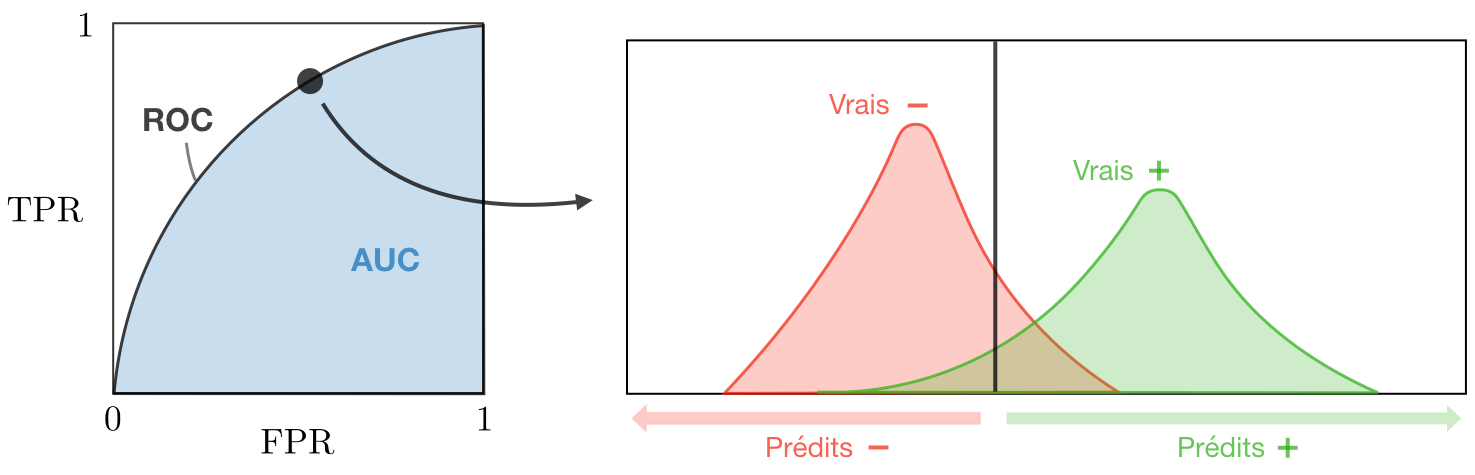 1
ROC
TPR
AUC
0
1
FPR
Vrais −
Vrais +
Prédits −
Prédits +